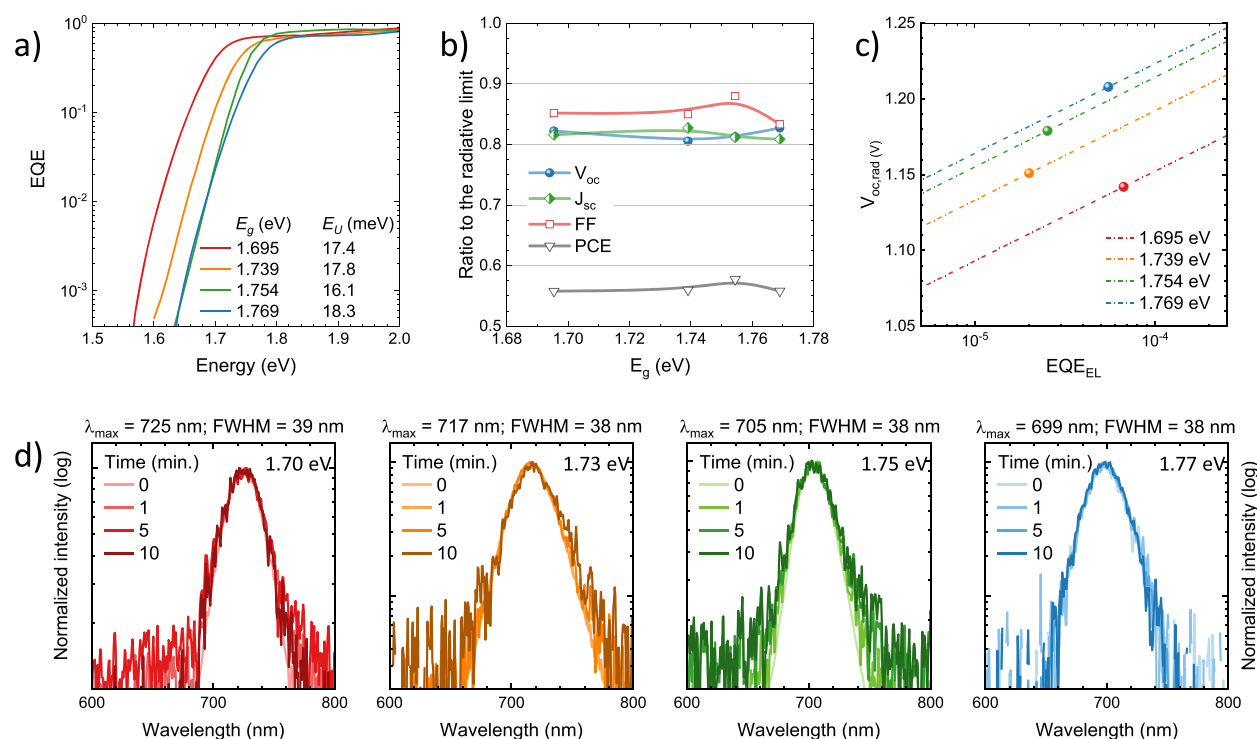 a)
EQE
10^0
10^-1
10^-2
10^-3
E_g (eV) E_U (meV)
1.695 17.4
1.739 17.8
1.754 16.1
1.769 18.3
1.5 1.6 1.7 1.8 1.9 2.0
Energy (eV)
b)
Ratio to the radiative limit
1.0
0.9
0.8
0.7
0.6
0.5
V_oc
J_sc
FF
PCE
1.68 1.70 1.72 1.74 1.76 1.78
E_g (eV)
c)
V_oc,rad (V)
1.25
1.20
1.15
1.10
1.05
1.695 eV
1.739 eV
1.754 eV
1.769 eV
10^-5 10^-4
EQE_EL
d)
Normalized intensity (log)
λ_max = 725 nm; FWHM = 39 nm
Time (min.) 1.70 eV
0
1
5
10
600 700 800
Wavelength (nm)
λ_max = 717 nm; FWHM = 38 nm
Time (min.) 1.73 eV
0
1
5
10
600 700 800
Wavelength (nm)
λ_max = 705 nm; FWHM = 38 nm
Time (min.) 1.75 eV
0
1
5
10
600 700 800
Wavelength (nm)
λ_max = 699 nm; FWHM = 38 nm
Time (min.) 1.77 eV
0
1
5
10
600 700 800
Wavelength (nm)
Normalized intensity (log)